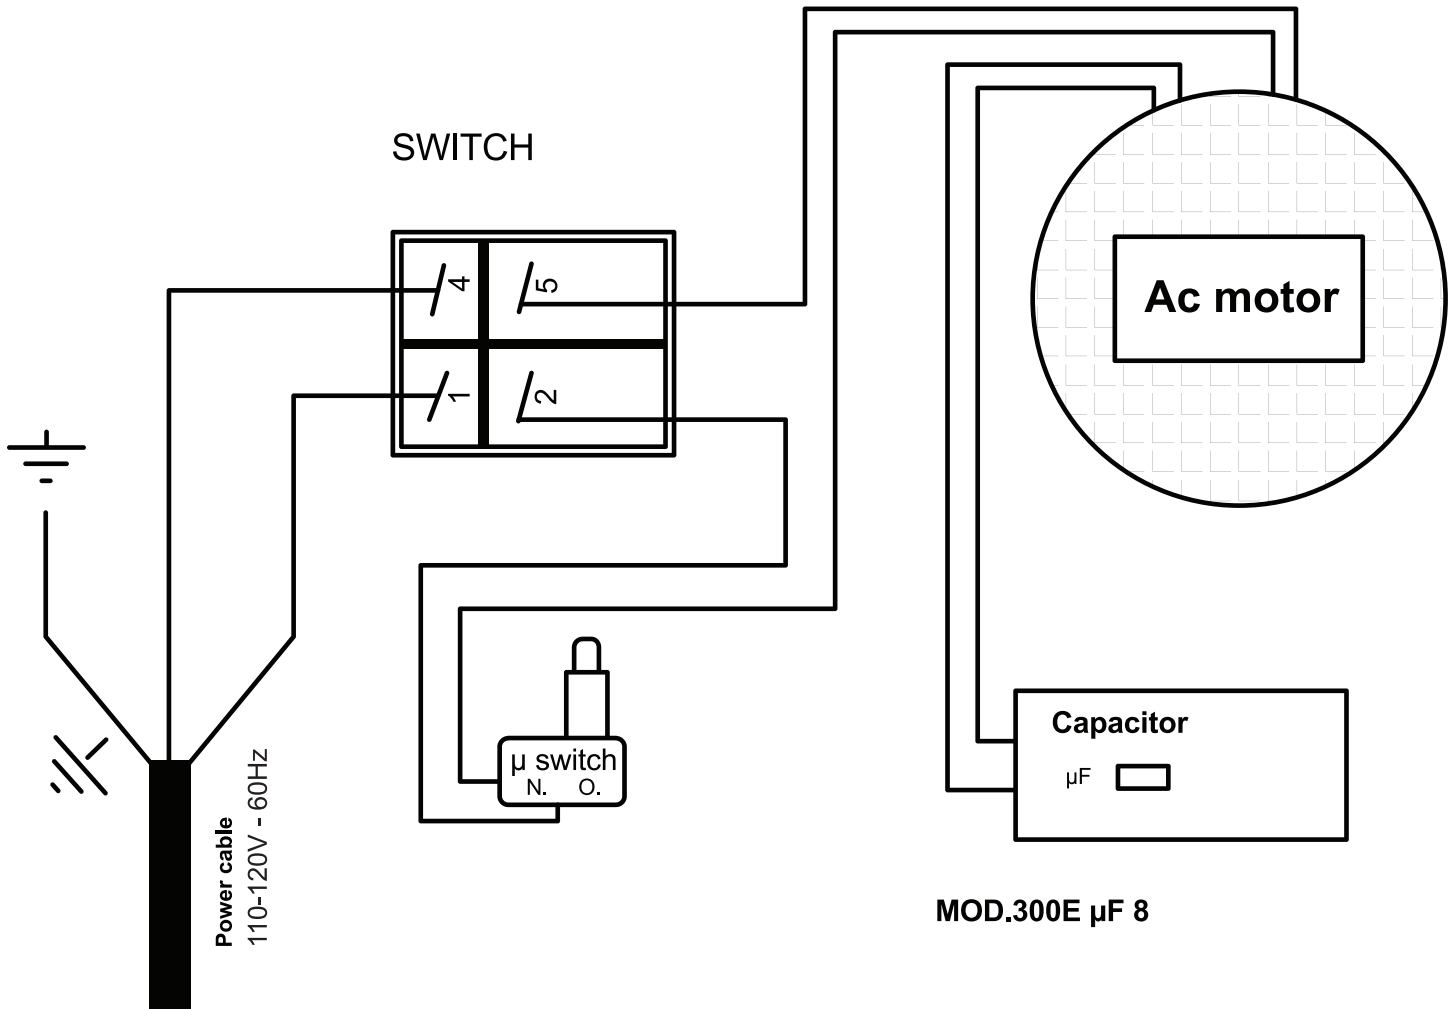 SWITCH
4
5
1
2
Ac motor
µ switch
N. O.
Capacitor
µF
Power cable
110-120V - 60Hz
MOD.300E µF 8